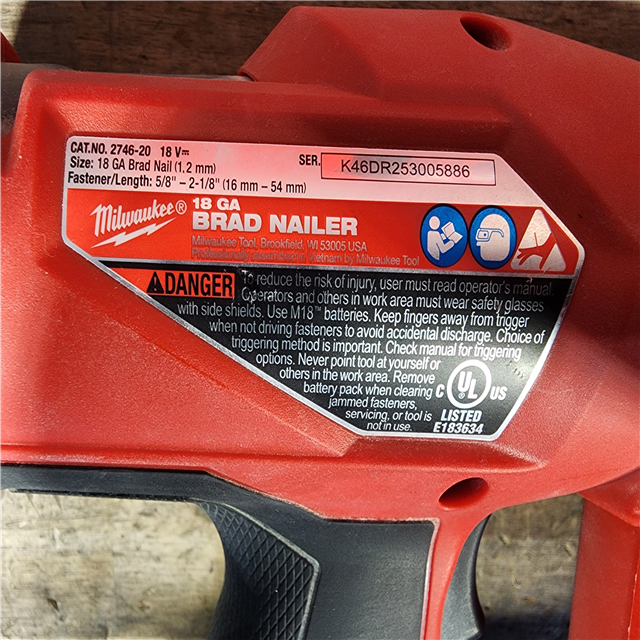 CAT.NO. 2746-20 18 V⎓
Size: 18 GA Brad Nail (1,2 mm)
Fastener/Length: 5/8" – 2-1/8" (16 mm – 54 mm)
SER. K46DR253005886
Milwaukee®
18 GA
BRAD NAILER
Milwaukee Tool, Brookfield, WI 53005 USA
Professionally Vietnam by Milwaukee Tool
DANGER
To reduce the risk of injury, user must read operator's manual.
Operators and others in work area must wear safety glasses
with side shields. Use M18™ batteries. Keep fingers away from trigger
when not driving fasteners to avoid accidental discharge. Choice of
triggering method is important. Check manual for triggering
options. Never point tool at yourself or
others in the work area. Remove
battery pack when clearing
jammed fasteners,
servicing, or tool is
not in use.
C UL US
LISTED
E183634